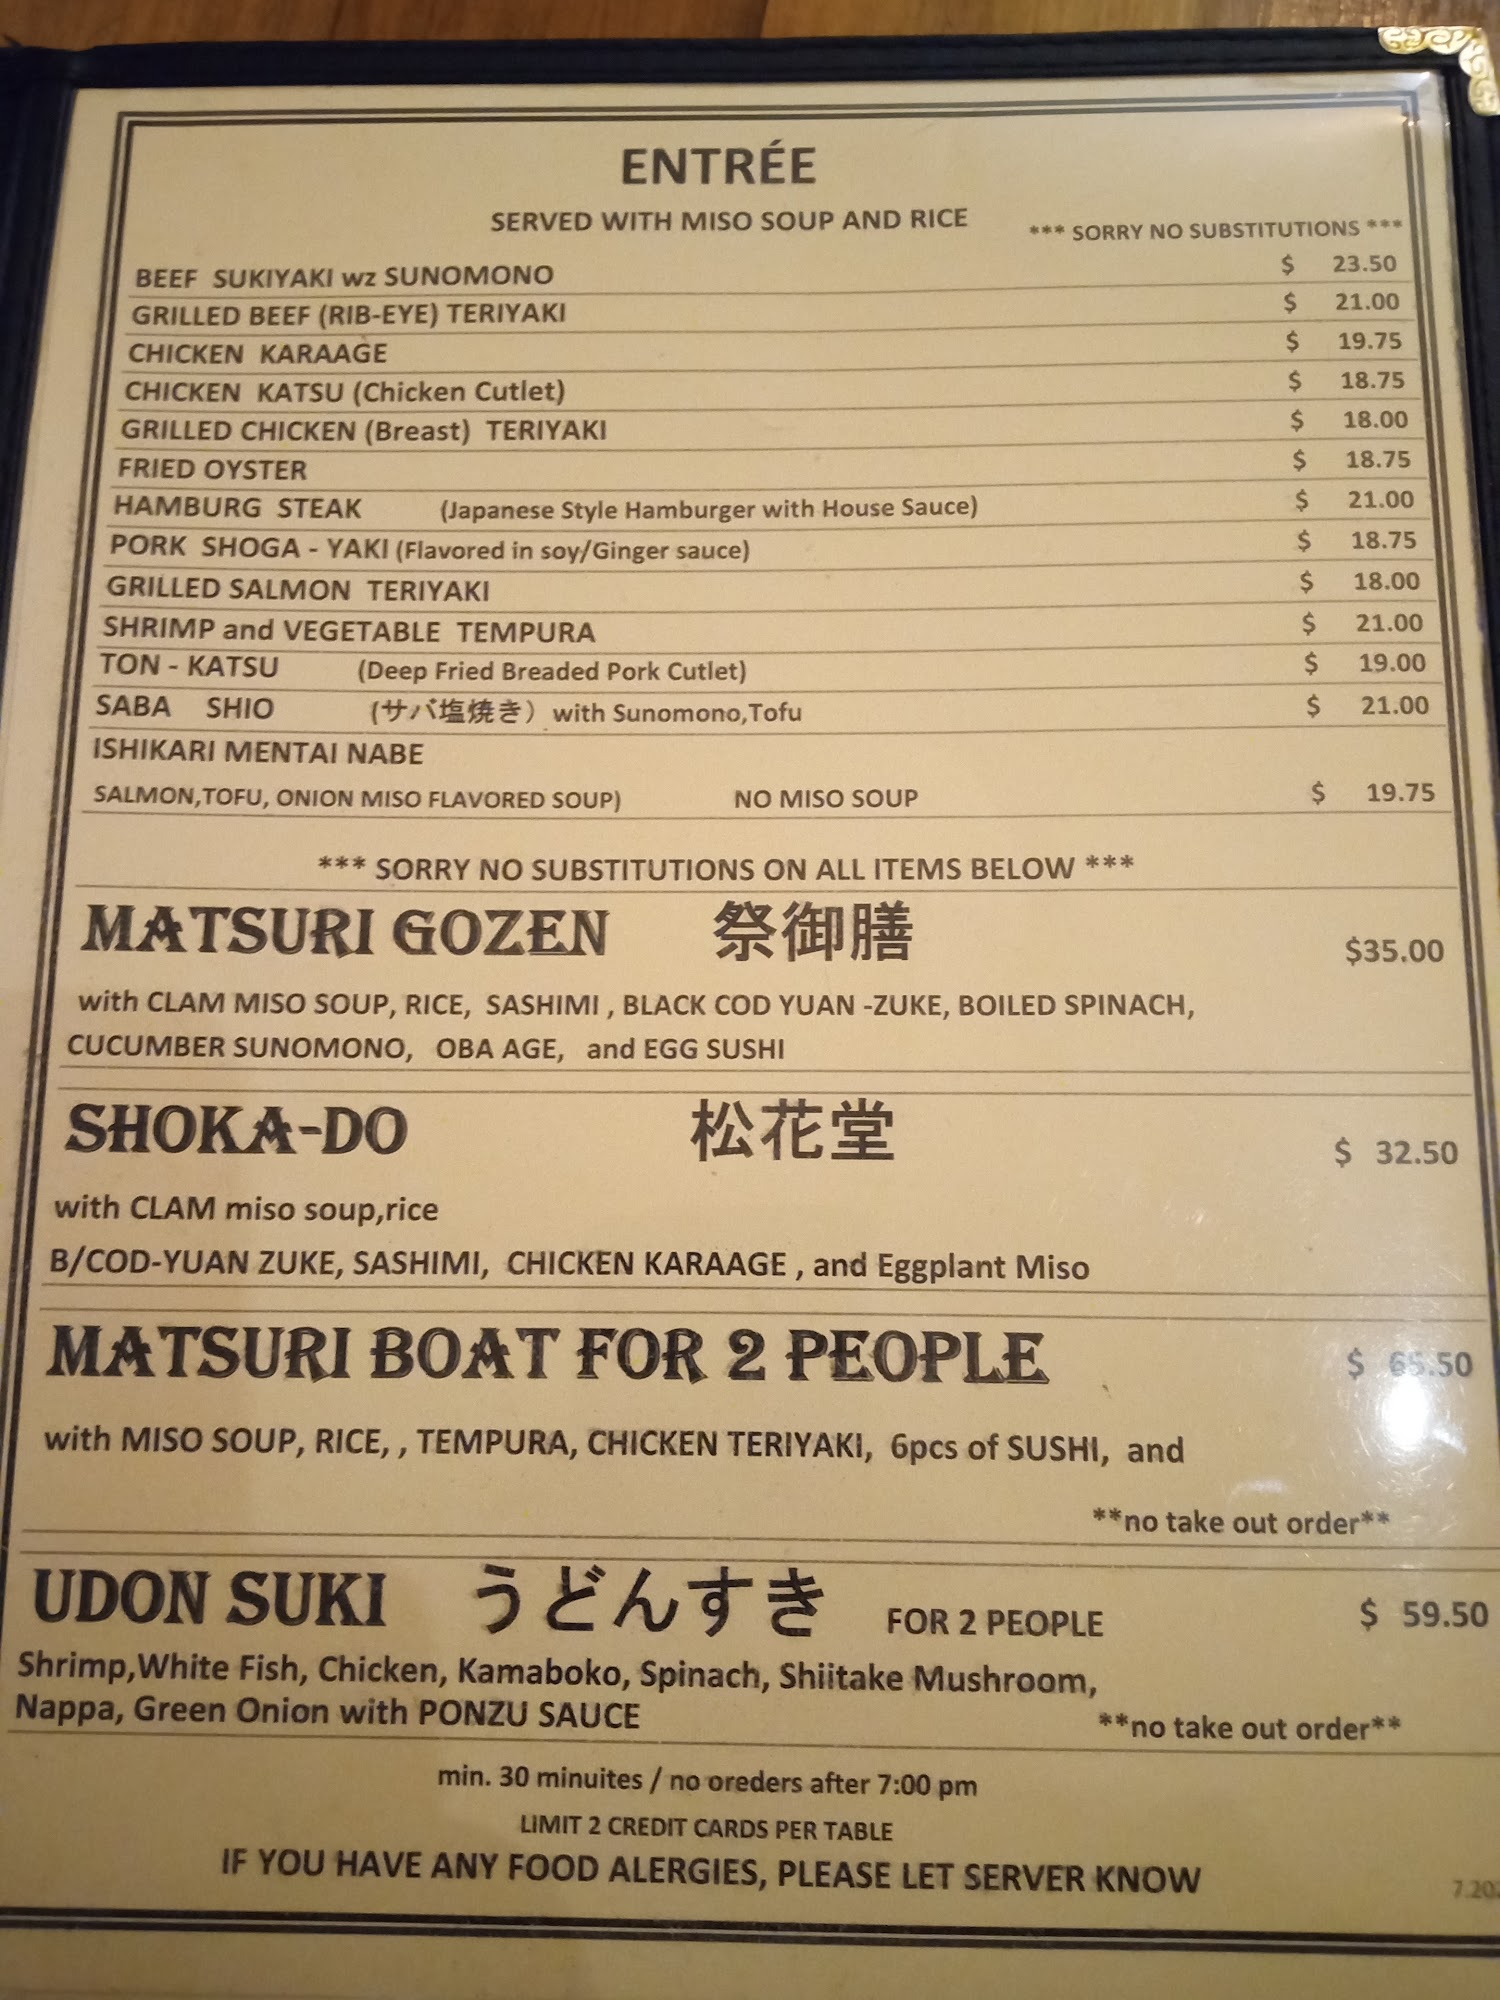 ENTRÉE
SERVED WITH MISO SOUP AND RICE *** SORRY NO SUBSTITUTIONS ***
BEEF SUKIYAKI wz SUNOMONO $ 23.50
GRILLED BEEF (RIB-EYE) TERIYAKI $ 21.00
CHICKEN KARAAGE $ 19.75
CHICKEN KATSU (Chicken Cutlet) $ 18.75
GRILLED CHICKEN (Breast) TERIYAKI $ 18.00
FRIED OYSTER $ 18.75
HAMBURG STEAK (Japanese Style Hamburger with House Sauce) $ 21.00
PORK SHOGA - YAKI (Flavored in soy/Ginger sauce) $ 18.75
GRILLED SALMON TERIYAKI $ 18.00
SHRIMP and VEGETABLE TEMPURA $ 21.00
TON - KATSU (Deep Fried Breaded Pork Cutlet) $ 19.00
SABA SHIO (サバ塩焼き) with Sunomono,Tofu $ 21.00
ISHIKARI MENTAI NABE
SALMON,TOFU, ONION MISO FLAVORED SOUP) NO MISO SOUP $ 19.75
*** SORRY NO SUBSTITUTIONS ON ALL ITEMS BELOW ***
MATSURI GOZEN 祭御膳 $35.00
with CLAM MISO SOUP, RICE, SASHIMI , BLACK COD YUAN -ZUKE, BOILED SPINACH,
CUCUMBER SUNOMONO, OBA AGE, and EGG SUSHI
SHOKA-DO 松花堂 $ 32.50
with CLAM miso soup,rice
B/COD-YUAN ZUKE, SASHIMI, CHICKEN KARAAGE , and Eggplant Miso
MATSURI BOAT FOR 2 PEOPLE $ 65.50
with MISO SOUP, RICE, , TEMPURA, CHICKEN TERIYAKI, 6pcs of SUSHI, and
**no take out order**
UDON SUKI うどんすき FOR 2 PEOPLE $ 59.50
Shrimp,White Fish, Chicken, Kamaboko, Spinach, Shiitake Mushroom,
Nappa, Green Onion with PONZU SAUCE **no take out order**
min. 30 minuites / no oreders after 7:00 pm
LIMIT 2 CREDIT CARDS PER TABLE
IF YOU HAVE ANY FOOD ALERGIES, PLEASE LET SERVER KNOW